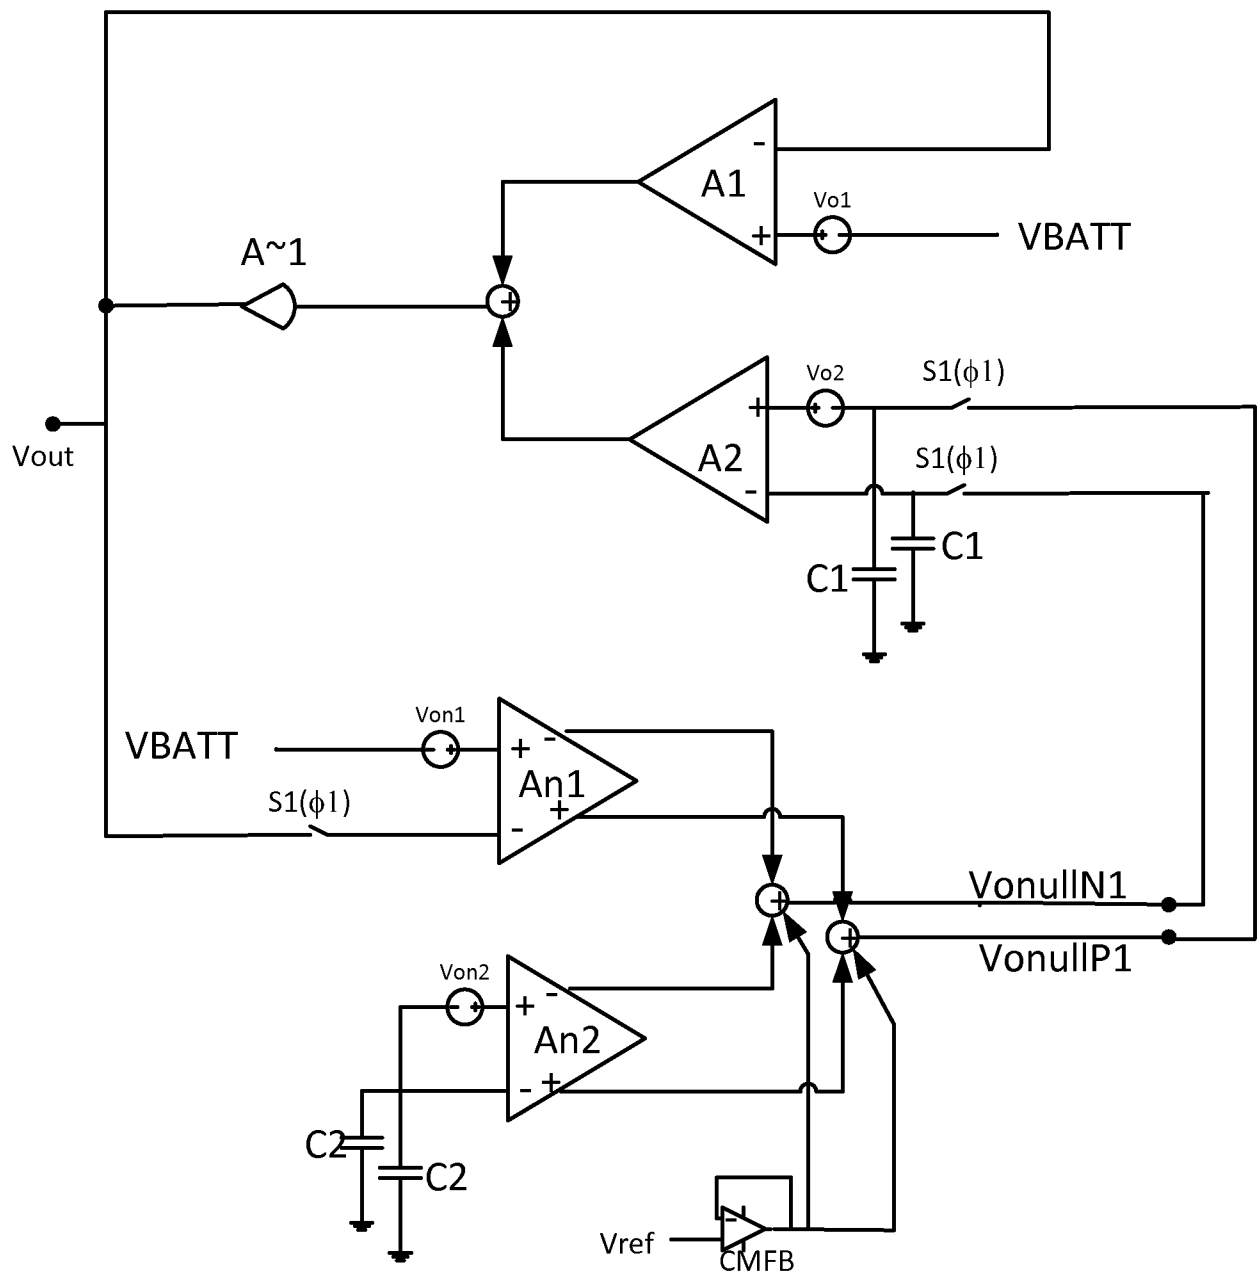 -
A1
Vo1
+
VBATT
A~1
+
Vo2
S1(ϕ1)
+
A2
S1(ϕ1)
-
C1
C1
Vout
Von1
VBATT
+ -
An1
S1(ϕ1)
+
-
VonullN1
+
+
VonullP1
Von2
+ -
An2
- +
C2
C2
Vref
-
CMFB